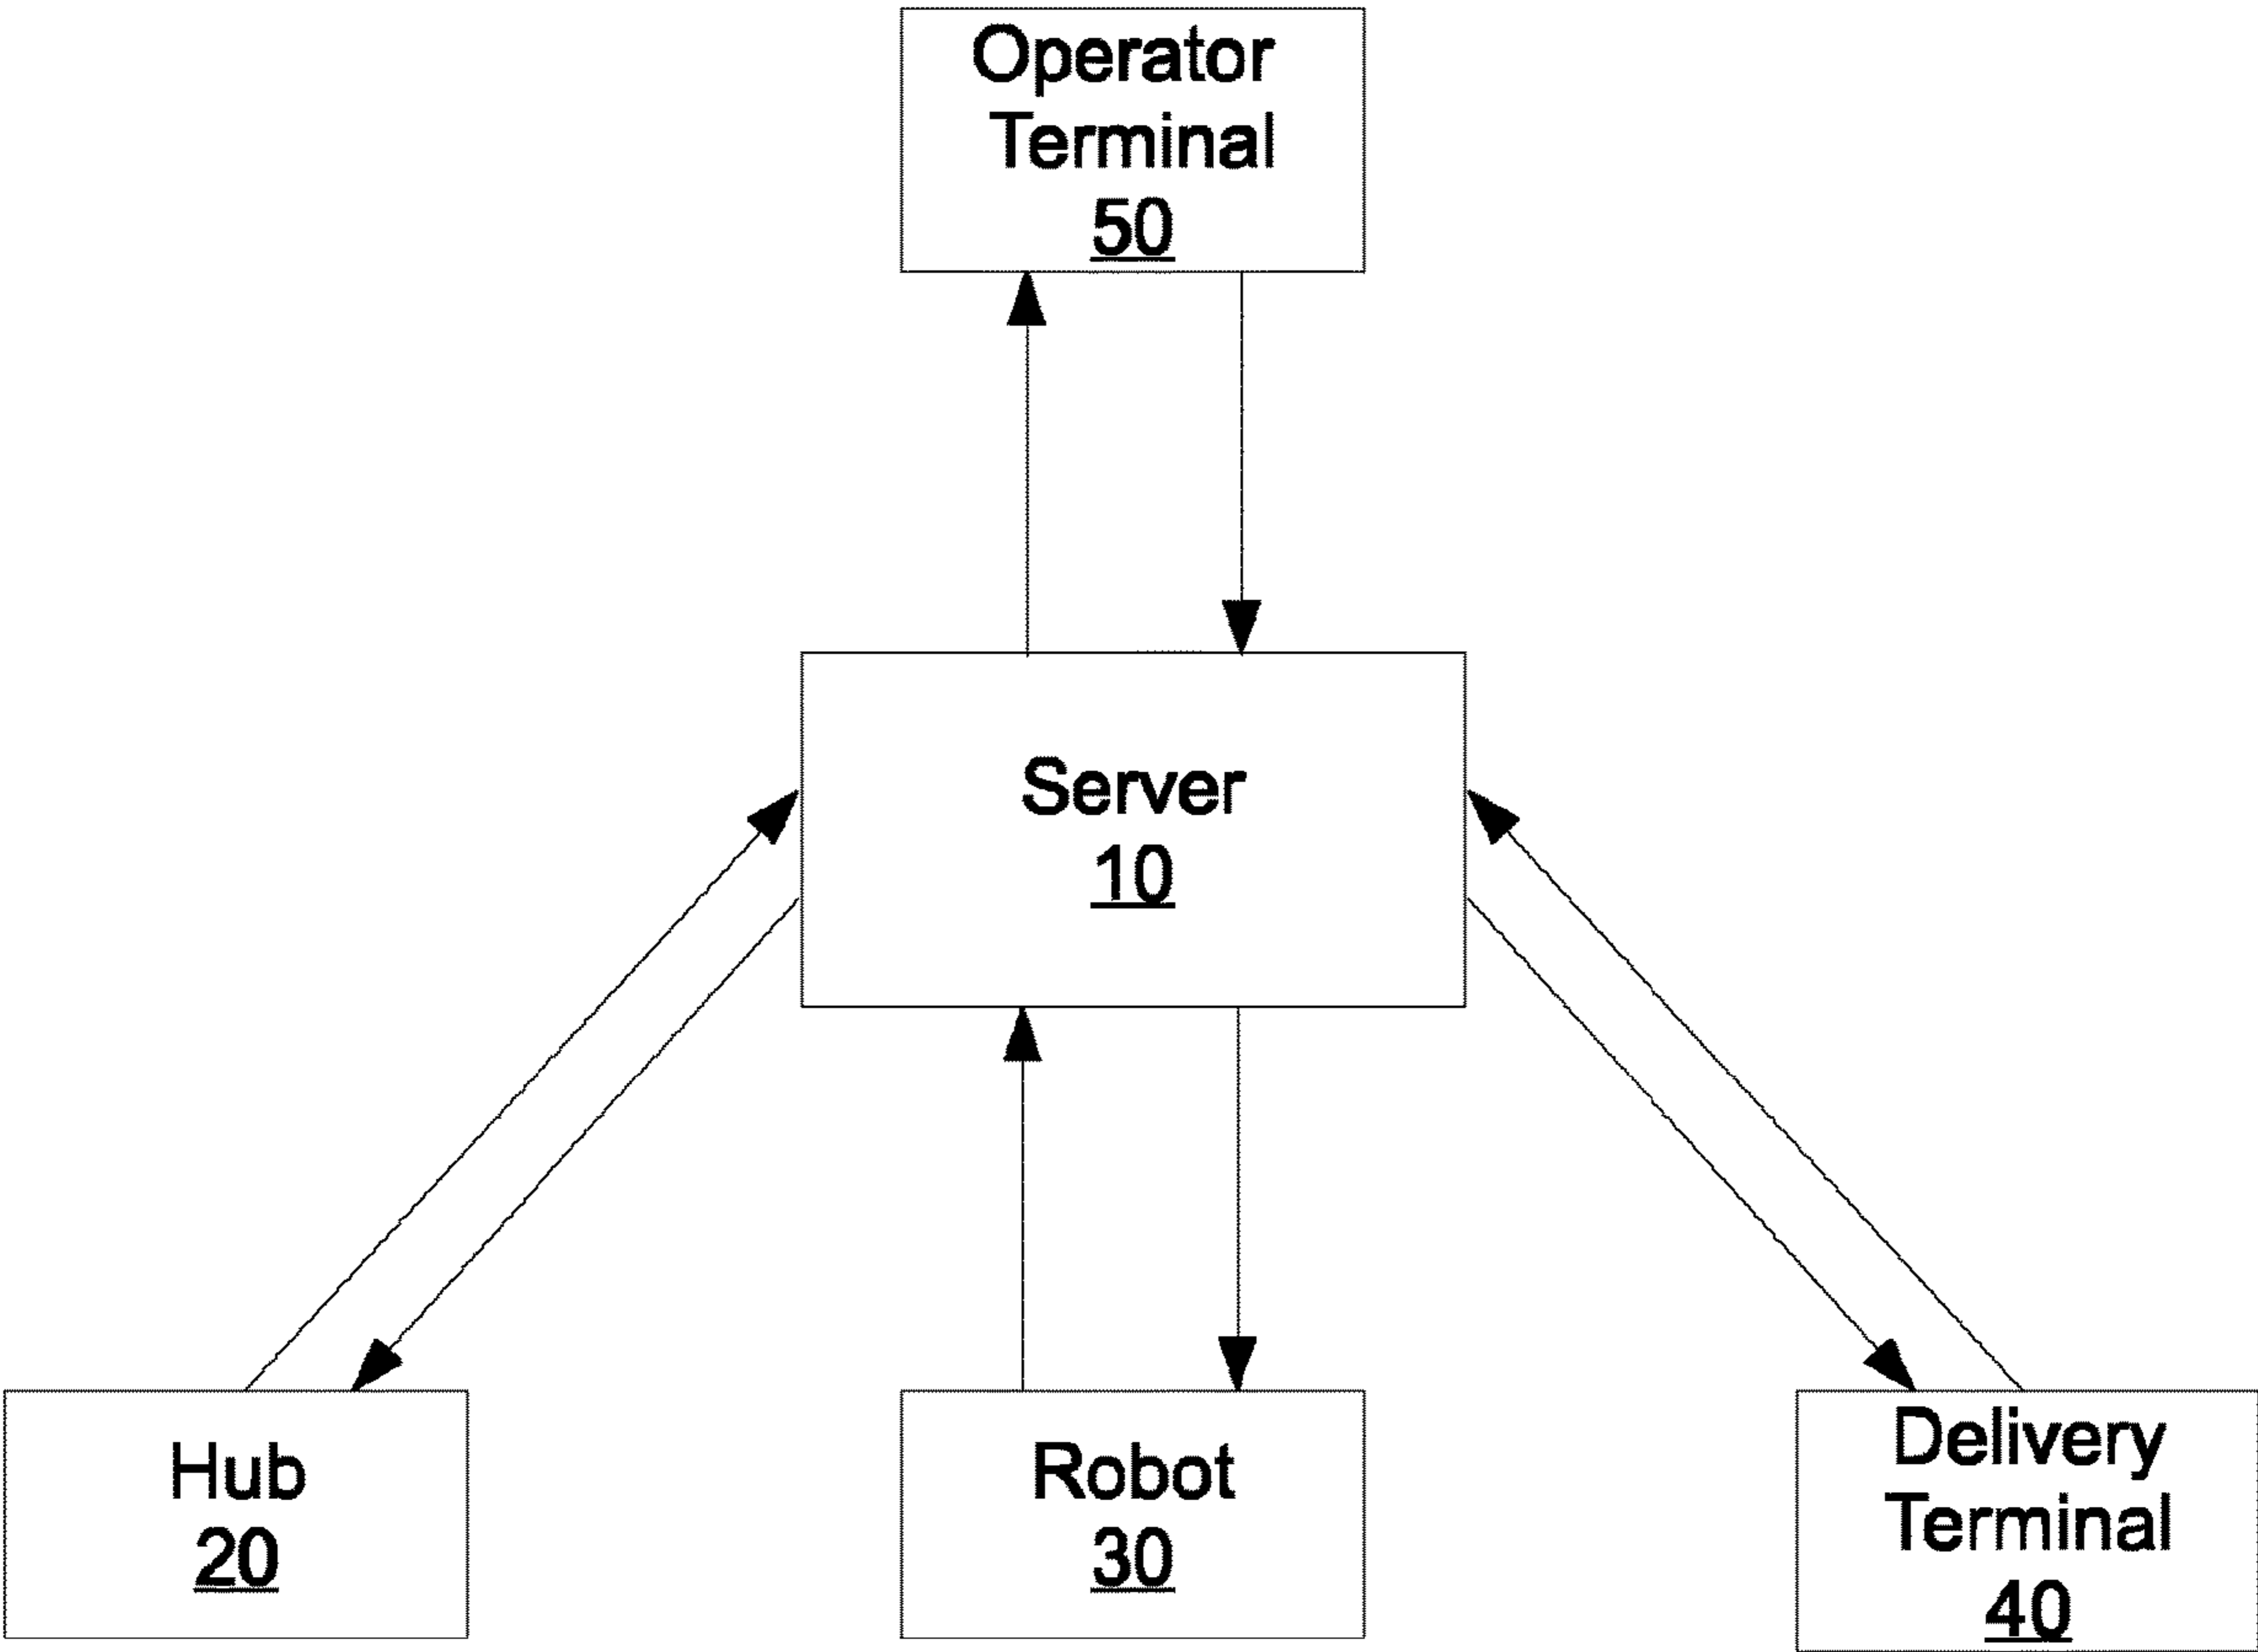 Operator
Terminal
50
Server
10
Hub
20
Robot
30
Delivery
Terminal
40